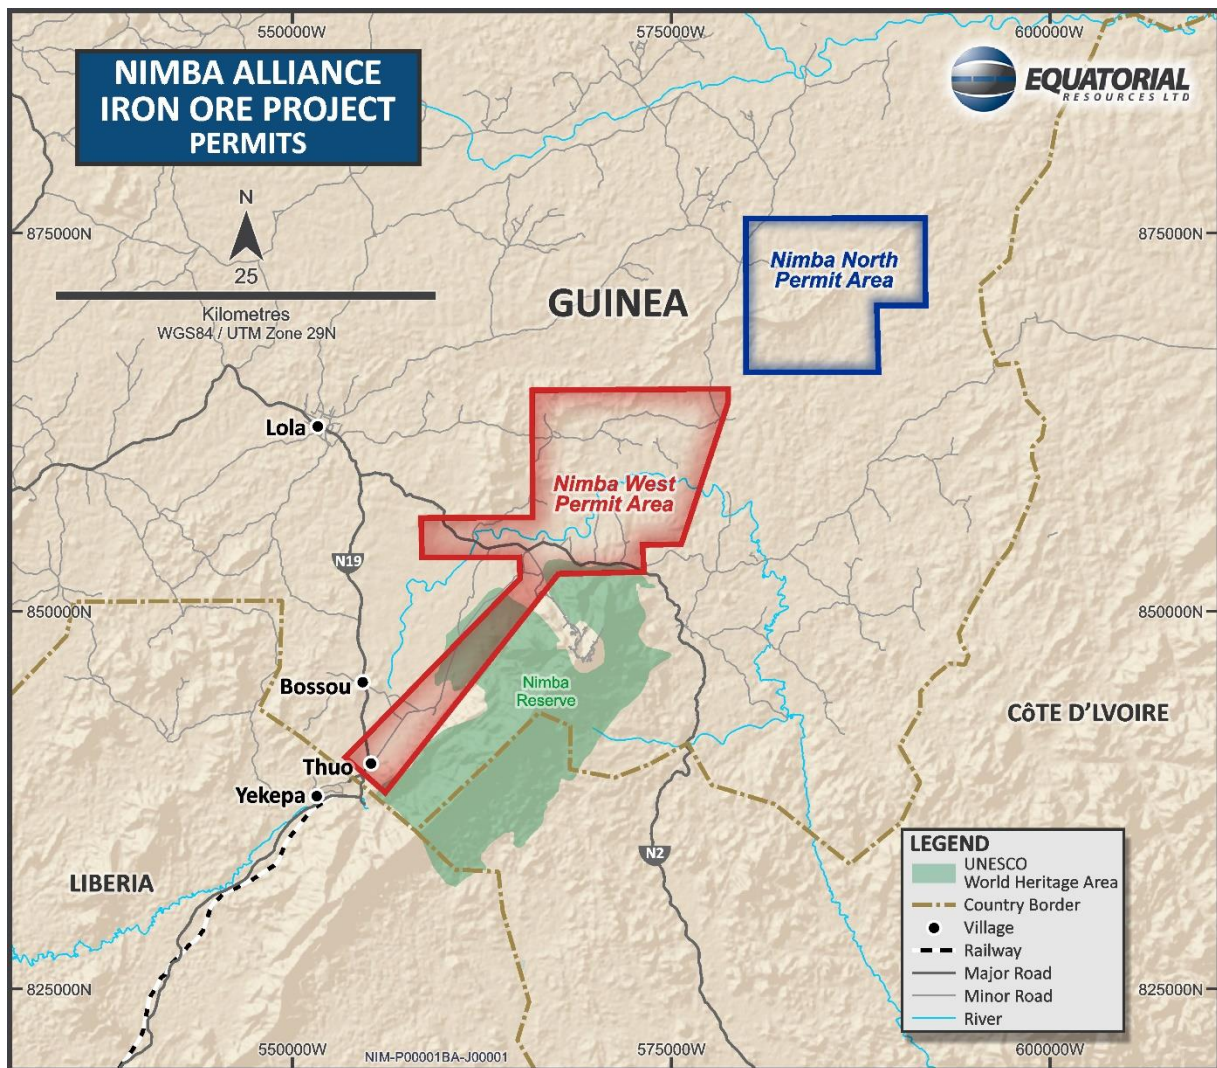 550000W
575000W
600000W
NIMBA ALLIANCE
IRON ORE PROJECT
PERMITS
EQUATORIAL
RESOURCES LTD
N
25
Kilometres
WGS84 / UTM Zone 29N
875000N
875000N
Nimba North
Permit Area
GUINEA
Lola
Nimba West
Permit Area
N19
850000N
850000N
Bossou
Nimba
Reserve
CôTE D'LVOIRE
Thuo
Yekepa
N2
LIBERIA
LEGEND
UNESCO
World Heritage Area
Country Border
Village
Railway
Major Road
Minor Road
River
825000N
825000N
550000W
NIM-P00001BA-J00001
575000W
600000W